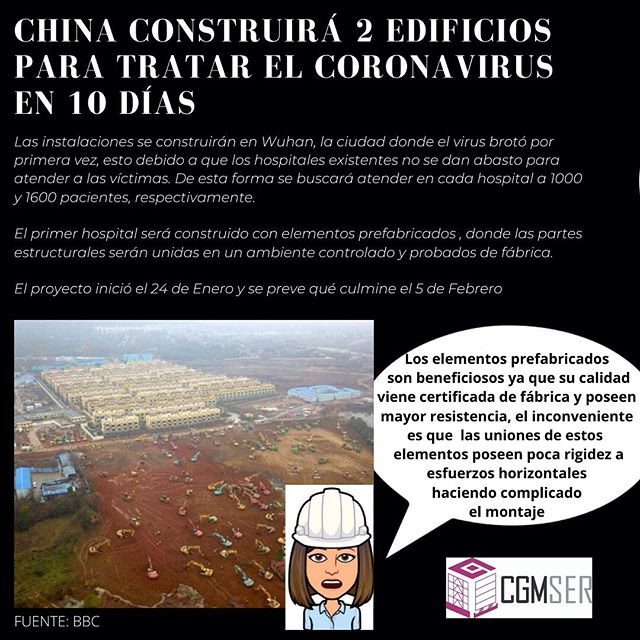 CHINA CONSTRUIRÁ 2 EDIFICIOS
PARA TRATAR EL CORONAVIRUS
EN 10 DÍAS
Las instalaciones se construirán en Wuhan, la ciudad donde el virus brotó por
primera vez, esto debido a que los hospitales existentes no se dan abasto para
atender a las víctimas. De esta forma se buscará atender en cada hospital a 1000
y 1600 pacientes, respectivamente.
El primer hospital será construido con elementos prefabricados , donde las partes
estructurales serán unidas en un ambiente controlado y probados de fábrica.
El proyecto inició el 24 de Enero y se preve qué culmine el 5 de Febrero
Los elementos prefabricados
son beneficiosos ya que su calidad
viene certificada de fábrica y poseen
mayor resistencia, el inconveniente
es que las uniones de estos
elementos poseen poca rigidez a
esfuerzos horizontales
haciendo complicado
el montaje
CGMSER
FUENTE: BBC